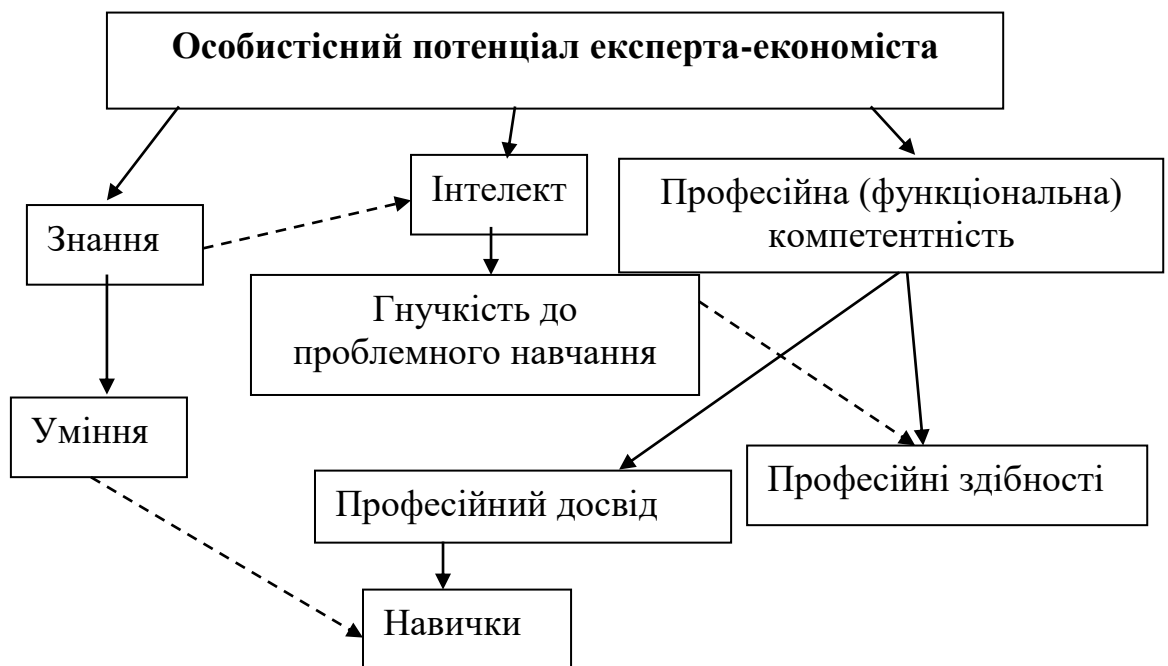 Особистісний потенціал експерта-економіста
Інтелект
Професійна (функціональна)
компетентність
Знання
Гнучкість до
проблемного навчання
Уміння
Професійні здібності
Професійний досвід
Навички